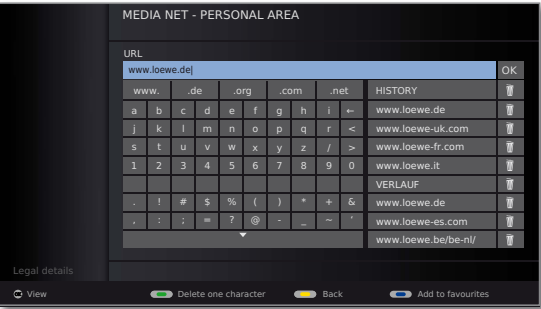 MEDIA NET - PERSONAL AREA
URL
www.loewe.de| OK
www. .de .org .com .net HISTORY
a b c d e f g h i ← www.loewe.de
j k l m n o p q r < www.loewe-uk.com
s t u v w x y z / > www.loewe-fr.com
1 2 3 4 5 6 7 8 9 0 www.loewe.it
VERLAUF
. ! # $ % ( ) * + & www.loewe.de
, : ; = ? @ - _ ~ ' www.loewe-es.com
www.loewe.be/be-nl/
Legal details
OK View Delete one character Back Add to favourites